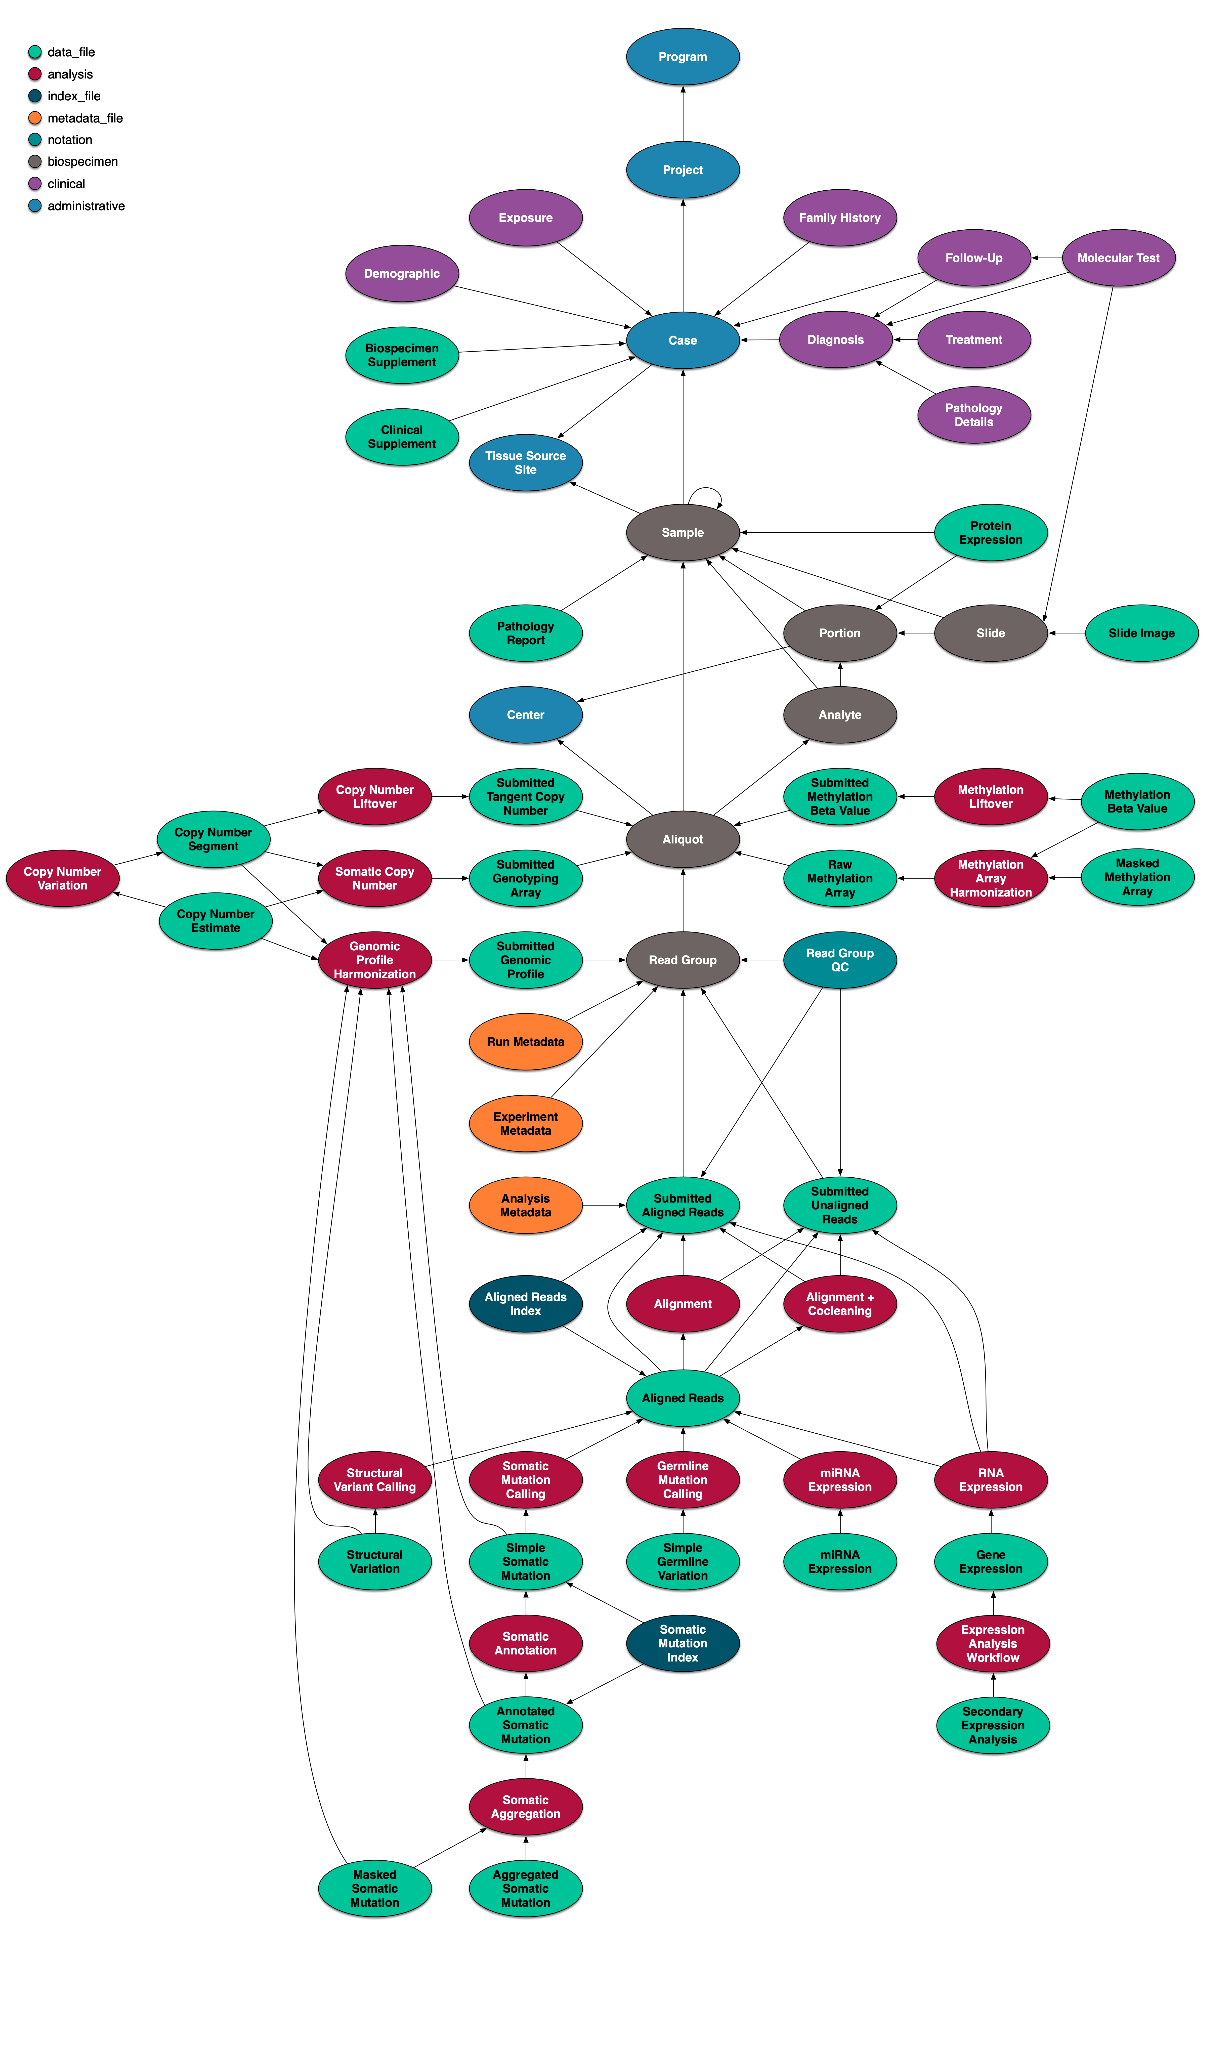 data_file
analysis
index_file
metadata_file
notation
biospecimen
clinical
administrative
Program
Project
Exposure
Family History
Demographic
Follow-Up
Molecular Test
Case
Diagnosis
Treatment
Biospecimen
Supplement
Pathology
Details
Clinical
Supplement
Tissue Source
Site
Sample
Protein
Expression
Pathology
Report
Portion
Slide
Slide Image
Center
Analyte
Copy Number
Liftover
Submitted
Tangent Copy
Number
Submitted
Methylation
Beta Value
Methylation
Liftover
Methylation
Beta Value
Copy Number
Segment
Aliquot
Copy Number
Variation
Somatic Copy
Number
Submitted
Genotyping
Array
Raw
Methylation
Array
Methylation
Array
Harmonization
Masked
Methylation
Array
Copy Number
Estimate
Genomic
Profile
Harmonization
Submitted
Genomic
Profile
Read Group
Read Group
QC
Run Metadata
Experiment
Metadata
Analysis
Metadata
Submitted
Aligned Reads
Submitted
Unaligned
Reads
Aligned Reads
Index
Alignment
Alignment +
Cocleaning
Aligned Reads
Structural
Variant Calling
Somatic
Mutation
Calling
Germline
Mutation
Calling
miRNA
Expression
RNA
Expression
Structural
Variation
Simple
Somatic
Mutation
Simple
Germline
Variation
miRNA
Expression
Gene
Expression
Somatic
Annotation
Somatic
Mutation
Index
Expression
Analysis
Workflow
Annotated
Somatic
Mutation
Secondary
Expression
Analysis
Somatic
Aggregation
Masked
Somatic
Mutation
Aggregated
Somatic
Mutation